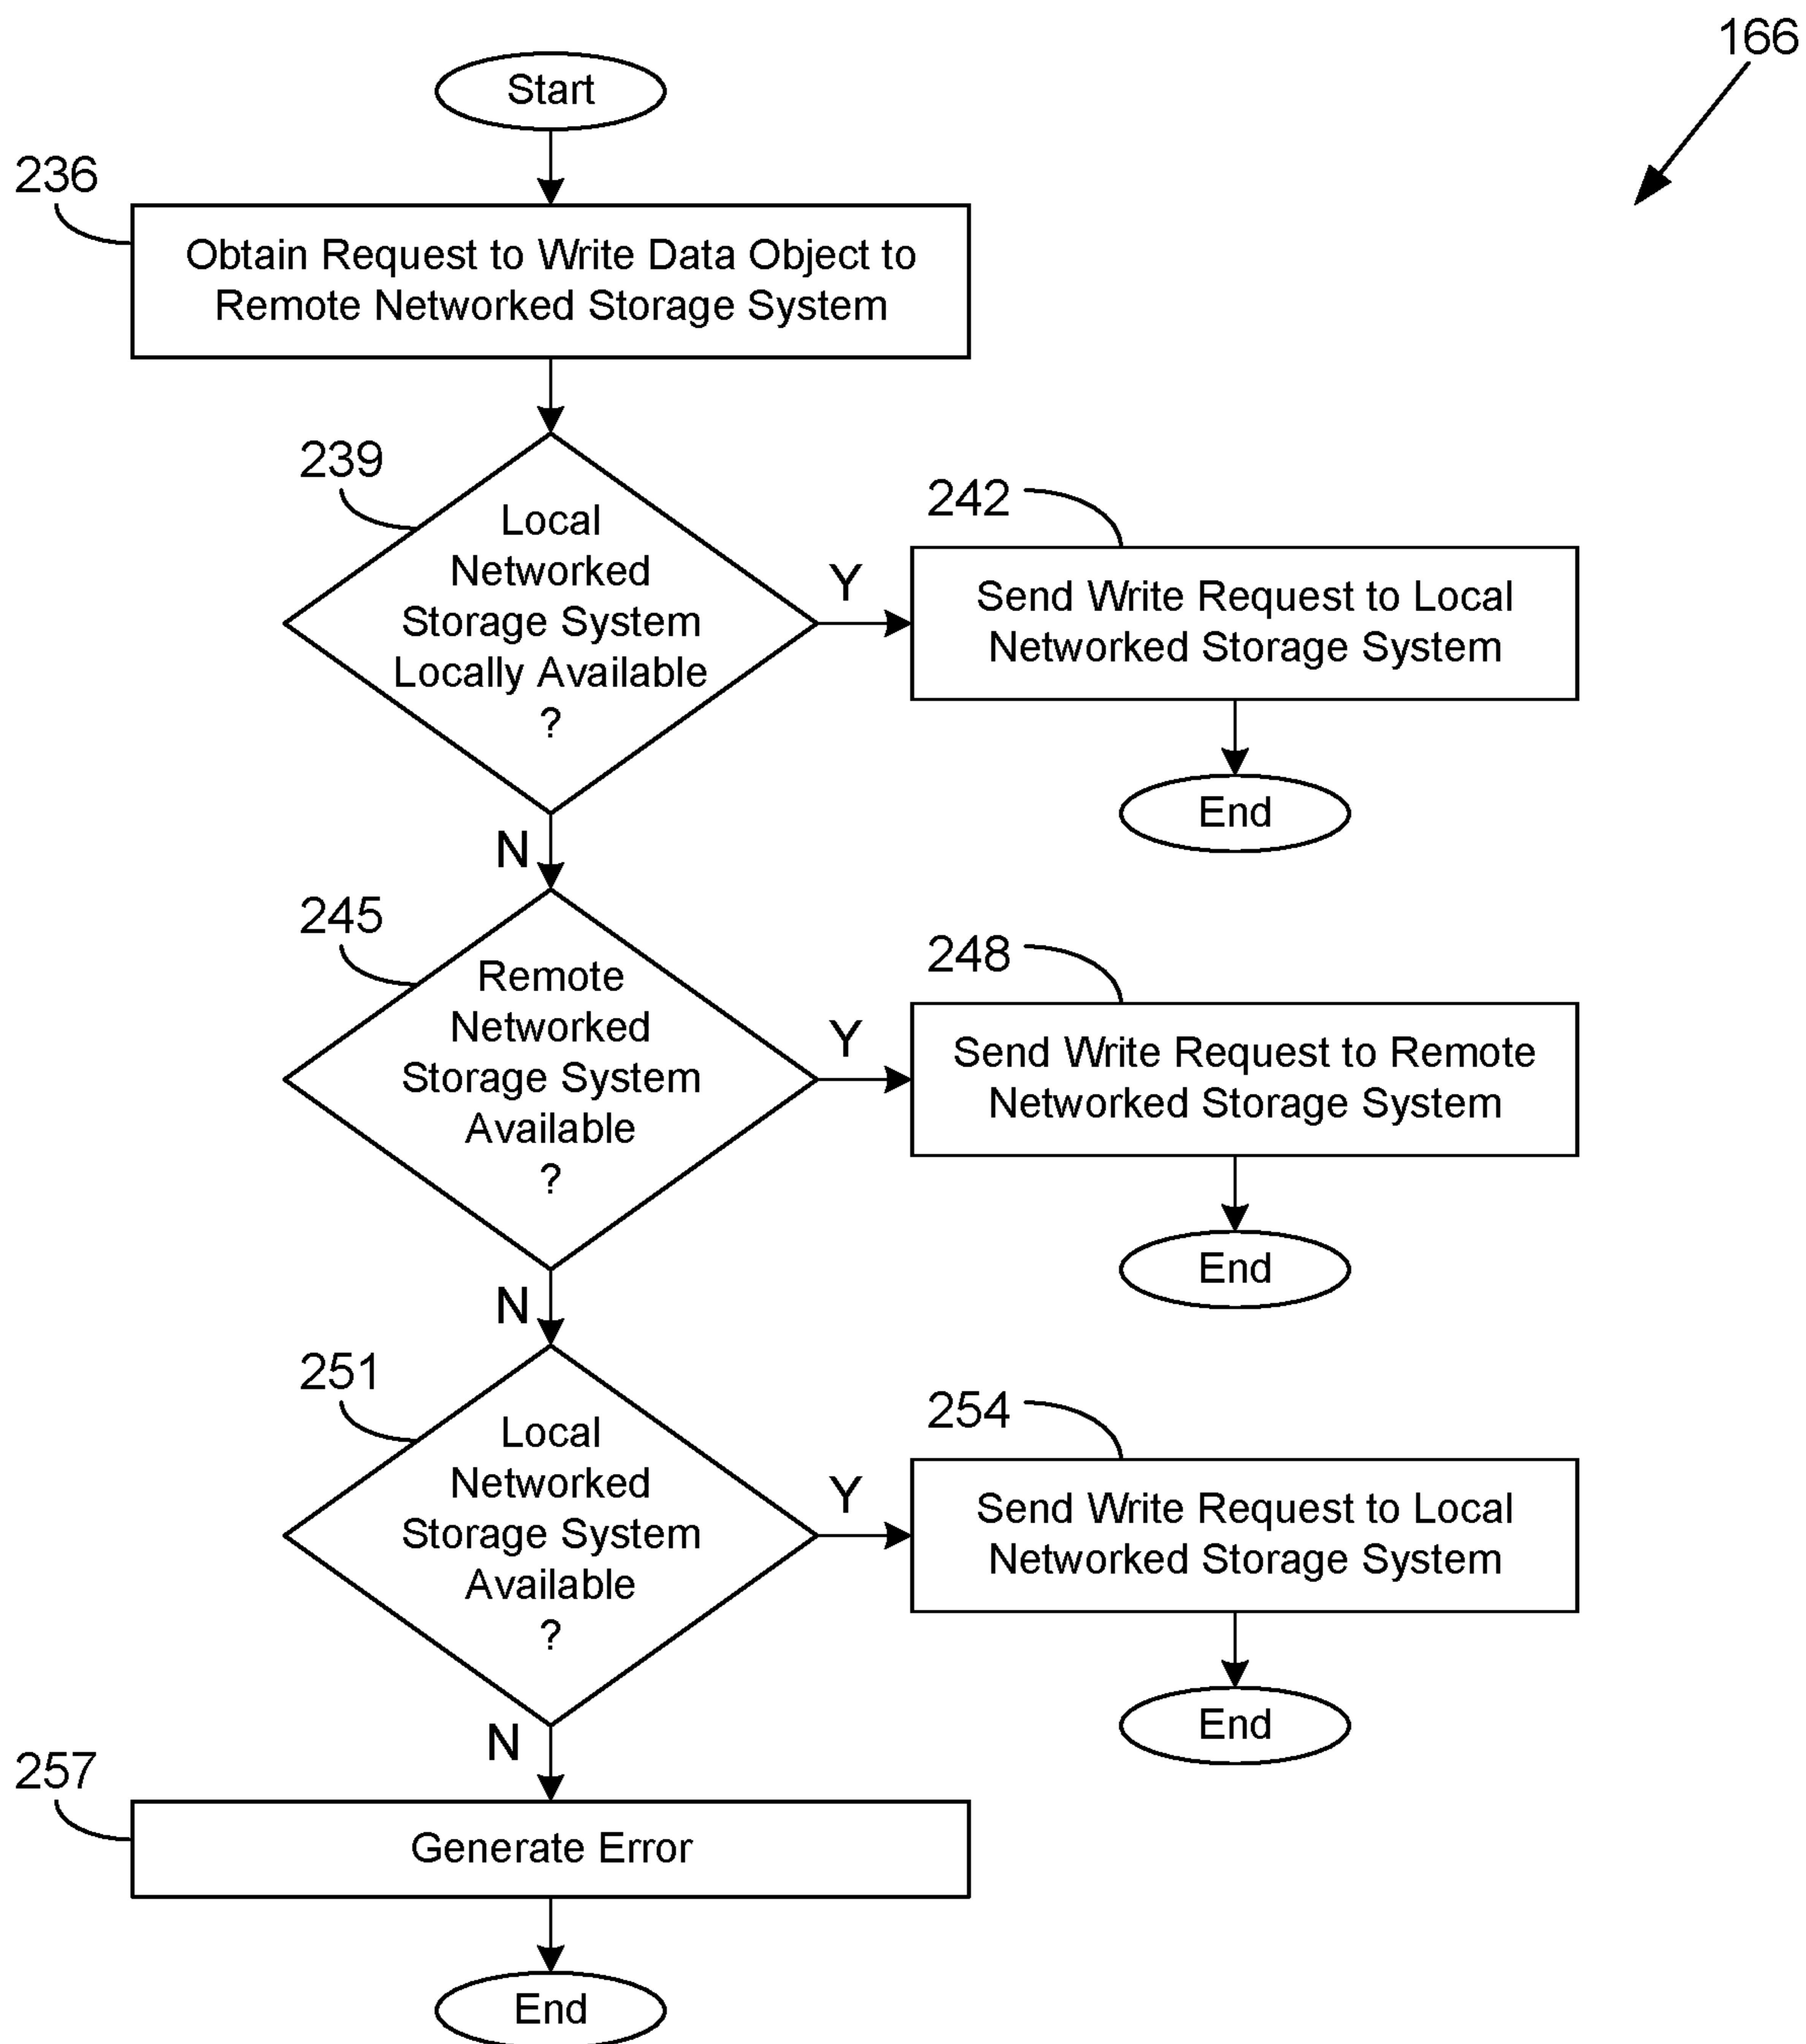 166
Start
236
Obtain Request to Write Data Object to
Remote Networked Storage System
239
Local
Networked
Storage System
Locally Available
?
Y
242
Send Write Request to Local
Networked Storage System
End
N
245
Remote
Networked
Storage System
Available
?
Y
248
Send Write Request to Remote
Networked Storage System
End
N
251
Local
Networked
Storage System
Available
?
Y
254
Send Write Request to Local
Networked Storage System
End
N
257
Generate Error
End